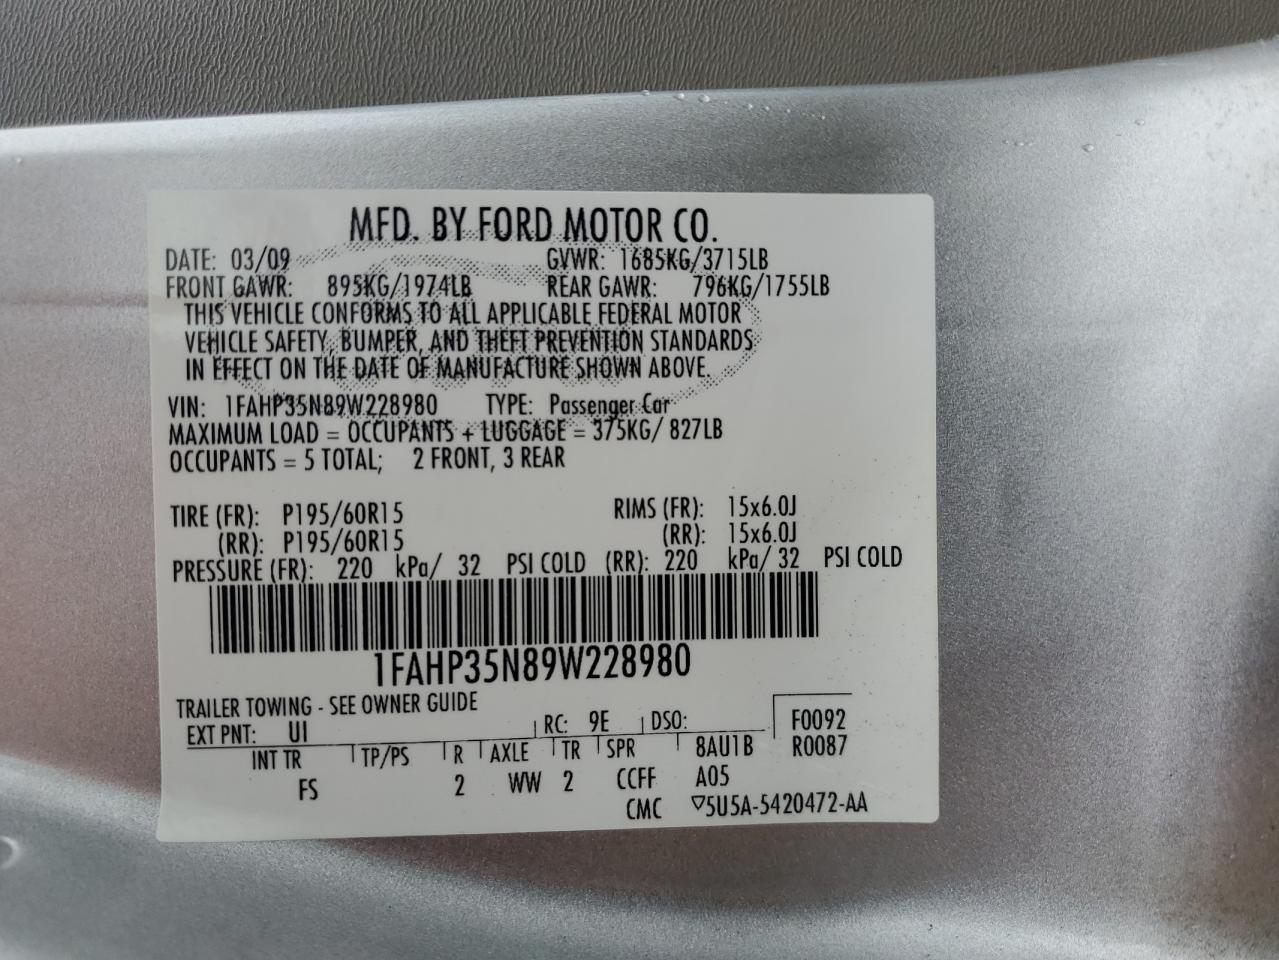 MFD. BY FORD MOTOR CO.
DATE: 03/09 GVWR: 1685KG/3715LB
FRONT GAWR: 895KG/1974LB REAR GAWR: 796KG/1755LB
THIS VEHICLE CONFORMS TO ALL APPLICABLE FEDERAL MOTOR
VEHICLE SAFETY, BUMPER, AND THEFT PREVENTION STANDARDS
IN EFFECT ON THE DATE OF MANUFACTURE SHOWN ABOVE.
VIN: 1FAHP35N89W228980 TYPE: Passenger Car
MAXIMUM LOAD = OCCUPANTS + LUGGAGE = 375KG/ 827LB
OCCUPANTS = 5 TOTAL; 2 FRONT, 3 REAR
TIRE (FR): P195/60R15 RIMS (FR): 15x6.0J
(RR): P195/60R15 (RR): 15x6.0J
PRESSURE (FR): 220 kPa/ 32 PSI COLD (RR): 220 kPa/ 32 PSI COLD
1FAHP35N89W228980
TRAILER TOWING - SEE OWNER GUIDE
EXT PNT: UI RC: 9E DSO: F0092
INT TR TP/PS R AXLE TR SPR 8AU1B R0087
FS 2 WW 2 CCFF A05
CMC ▽5U5A-5420472-AA